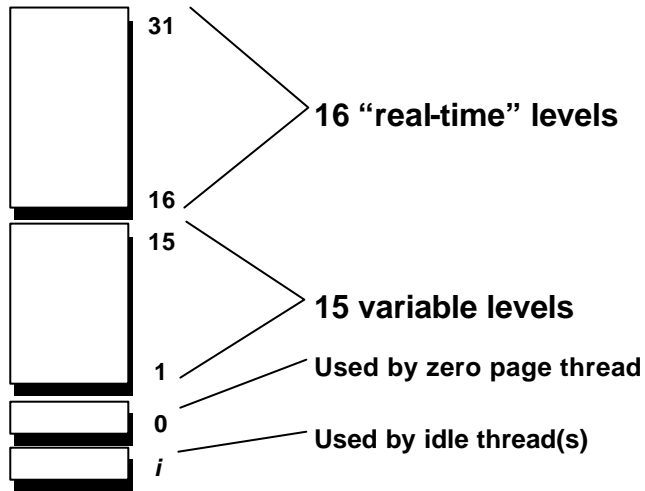 31
16 “real-time” levels
16
15
15 variable levels
1
Used by zero page thread
0
Used by idle thread(s)
i